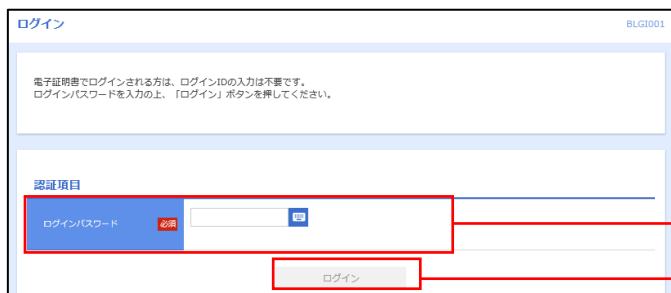 ログイン
BLGI001
電子証明書でログインされる方は、ログインIDの入力は不要です。
ログインパスワードを入力の上、「ログイン」ボタンを押してください。
認証項目
ログインパスワード 必須
ログイン